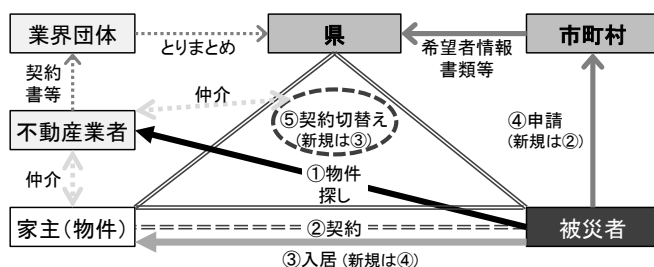 業界団体
とりまとめ
県
希望者情報
書類等
市町村
契約
書等
仲介
⑤契約切替え
(新規は③)
④申請
(新規は②)
不動産業者
仲介
①物件
探し
家主(物件)
②契約
被災者
③入居(新規は④)